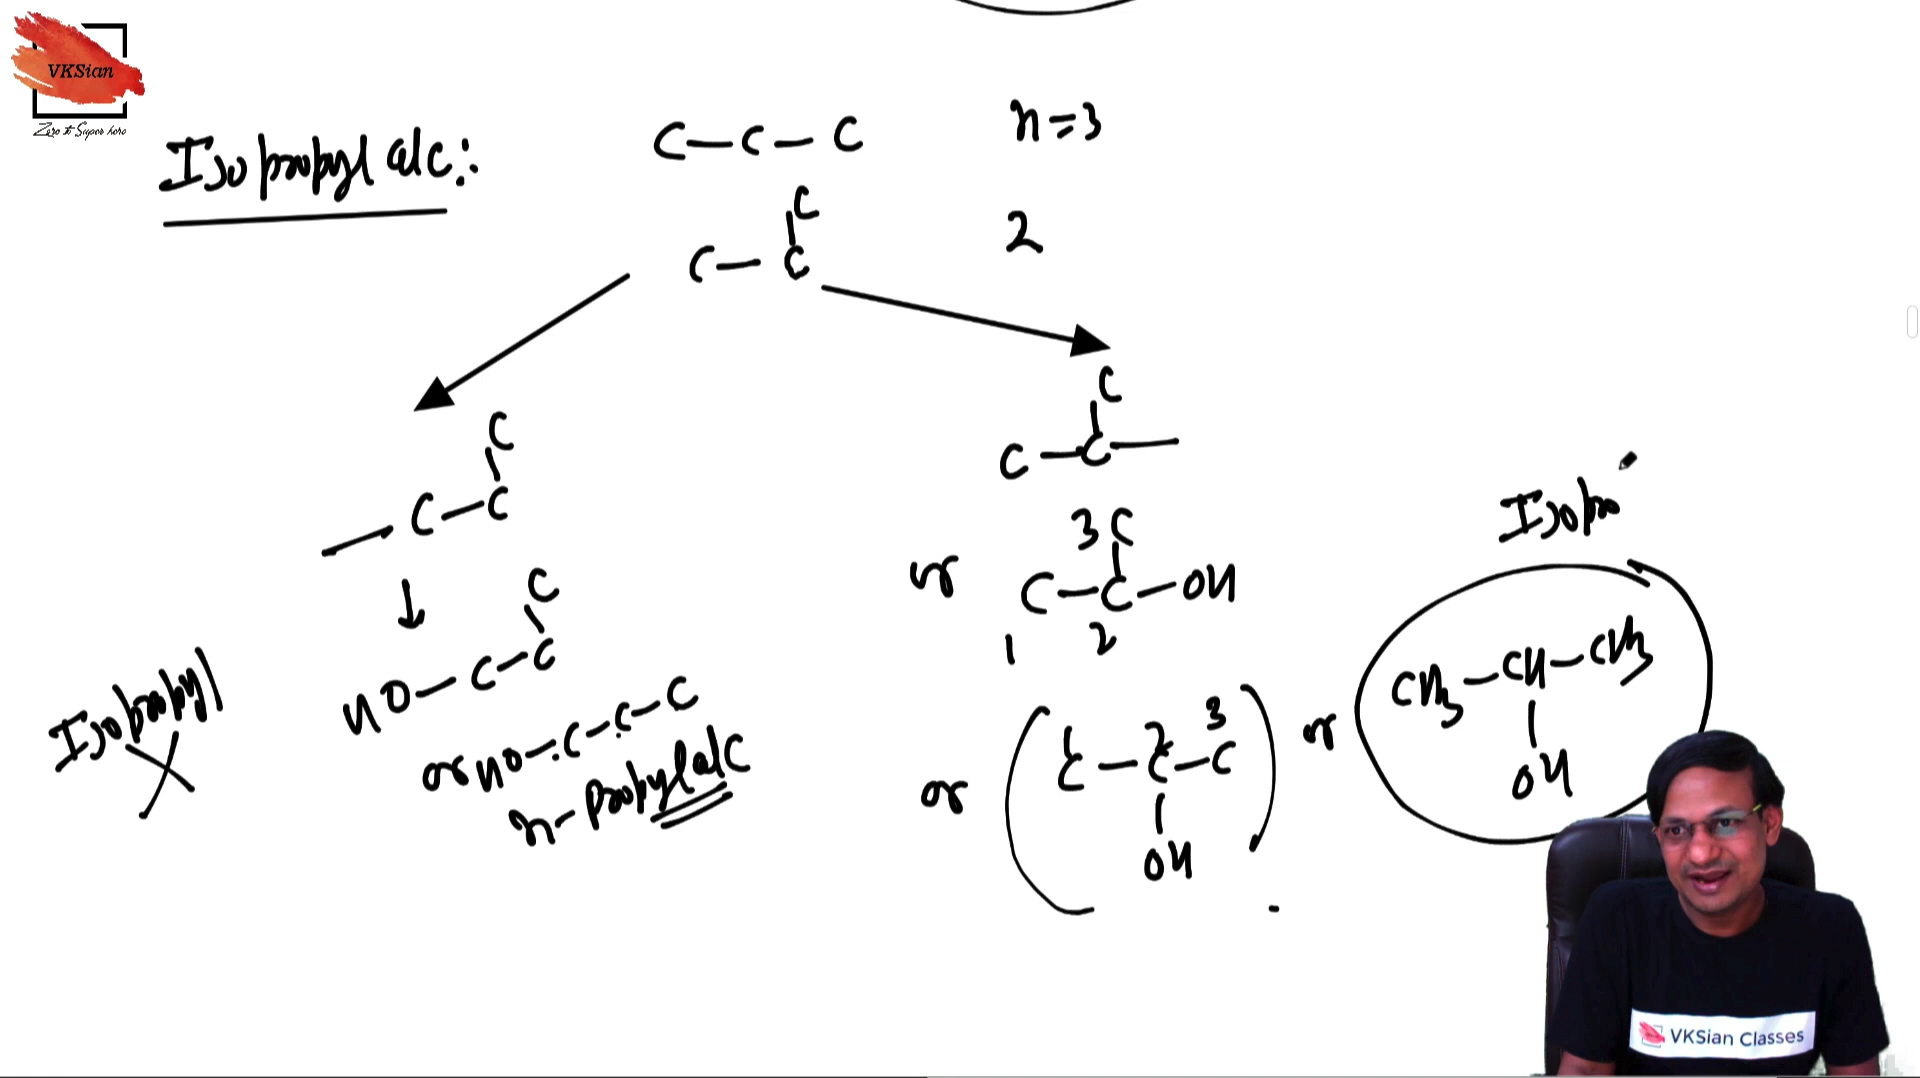 VKSian
Zero to Super hero
Isopropyl alc:
C—C—C n=3
C
C—C 2
C
—C—C
↓
C
HO—C—C
or HO—C—C—C
n-Propyl alc
Isopropyl
C
C—C—
or
3 C
C—C—OH
1 2
or
1 2 3
C—C—C
OH
or
Isopro
CH3—CH—CH3
OH
VKSian Classes